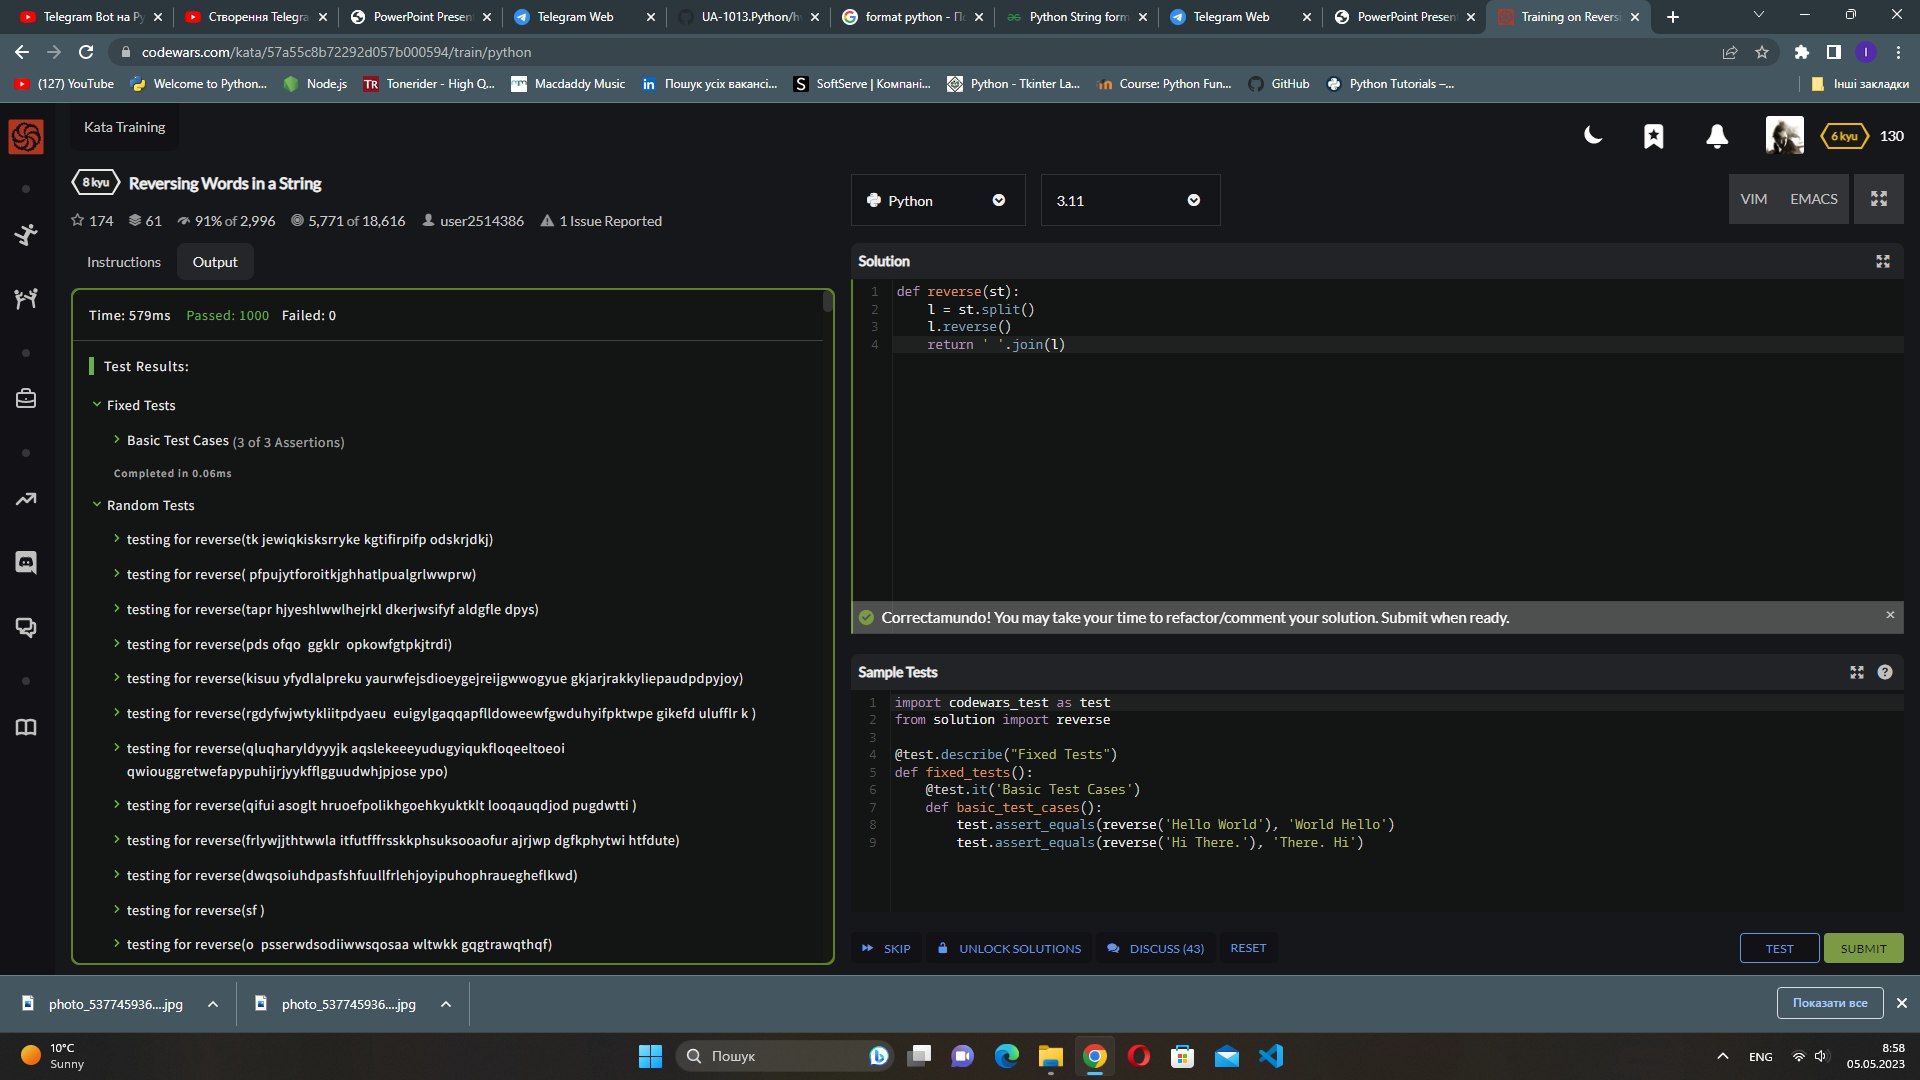 Telegram Bot на Py
Створення Telegra
PowerPoint Presen
Telegram Web
UA-1013.Python/h
format python - По
Python String form
Telegram Web
PowerPoint Presen
Training on Revers
codewars.com/kata/57a55c8b72292d057b000594/train/python
(127) YouTube
Welcome to Python...
Node.js
Tonerider - High Q...
Macdaddy Music
Пошук усіх вакансі...
SoftServe | Компані...
Python - Tkinter La...
Course: Python Fun...
GitHub
Python Tutorials –...
Інші закладки
Kata Training
6 kyu
130
8 kyu
Reversing Words in a String
174
61
91% of 2,996
5,771 of 18,616
user2514386
1 Issue Reported
Python
3.11
VIM
EMACS
Instructions
Output
Time: 579ms Passed: 1000 Failed: 0
Test Results:
Fixed Tests
Basic Test Cases (3 of 3 Assertions)
Completed in 0.06ms
Random Tests
testing for reverse(tk jewiqkisksrryke kgtifirpifp odskrjdkj)
testing for reverse( pfpujytforoitkjghhatlpualgrlwwprw)
testing for reverse(tapr hjyeshlwwlhejrkl dkerjwsifyf aldgfle dpys)
testing for reverse(pds ofqo  ggklr  opkowfgtpkjtrdi)
testing for reverse(kisuu yfydlalpreku yaurwfejsdioeygejreijgwwogyue gkjarjrakkyliepaudpdpyjoy)
testing for reverse(rgdyfwjwtykliitpdyaeu  euigylgaqqapflldoweewfgwduhyifpktwpe gikefd ulufflr k )
testing for reverse(qluqharyldyyyjk aqslekeeeyudugyiqukfloqeeltoeoi
qwiouggretwefapypuhijrjyykfflgguudwhjpjose ypo)
testing for reverse(qifui asoglt hruoefpolikhgoehkyuktklt looqauqdjod pugdwtti )
testing for reverse(frlywjjthtwwla itfutfffrsskkphsuksooaofur ajrjwp dgfkphytwi htfdute)
testing for reverse(dwqsoiuhdpasfshfuullfrlehjoyipuhophrauegheflkwd)
testing for reverse(sf )
testing for reverse(o  psserwdsodiiwwsqosaa wltwkk gqgtrawqthqf)
Solution
1 def reverse(st):
2 l = st.split()
3 l.reverse()
4 return ' '.join(l)
Correctamundo! You may take your time to refactor/comment your solution. Submit when ready.
Sample Tests
1 import codewars_test as test
2 from solution import reverse
3
4 @test.describe("Fixed Tests")
5 def fixed_tests():
6 @test.it('Basic Test Cases')
7 def basic_test_cases():
8 test.assert_equals(reverse('Hello World'), 'World Hello')
9 test.assert_equals(reverse('Hi There.'), 'There. Hi')
SKIP
UNLOCK SOLUTIONS
DISCUSS (43)
RESET
TEST
SUBMIT
photo_537745936....jpg
photo_537745936....jpg
Показати все
10°C
Sunny
Пошук
ENG
8:58
05.05.2023